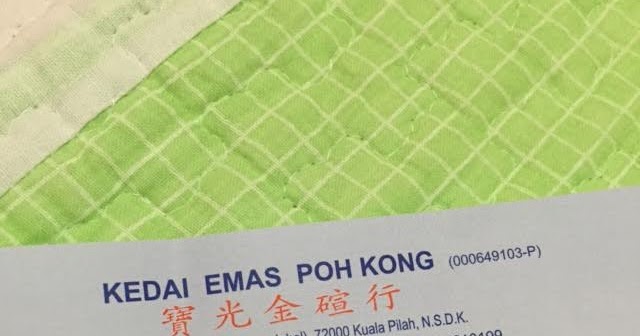 KEDAI EMAS POH KONG (000649103-P)
寶光金碹行
72000 Kuala Pilah, N.S.D.K.